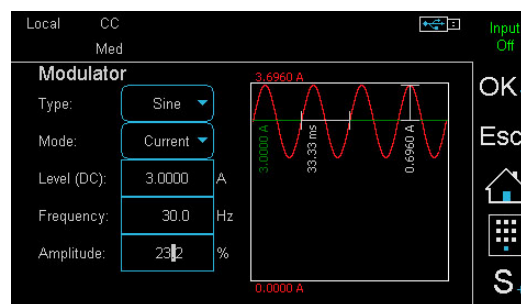 Local CC
Med
Input
Off
Modulator
Type: Sine
Mode: Current
Level (DC): 3.0000 A
Frequency: 30.0 Hz
Amplitude: 23.2 %
3.6960 A
3.0000 A
33.33 ms
0.6960 A
0.0000 A
OK
Esc
S